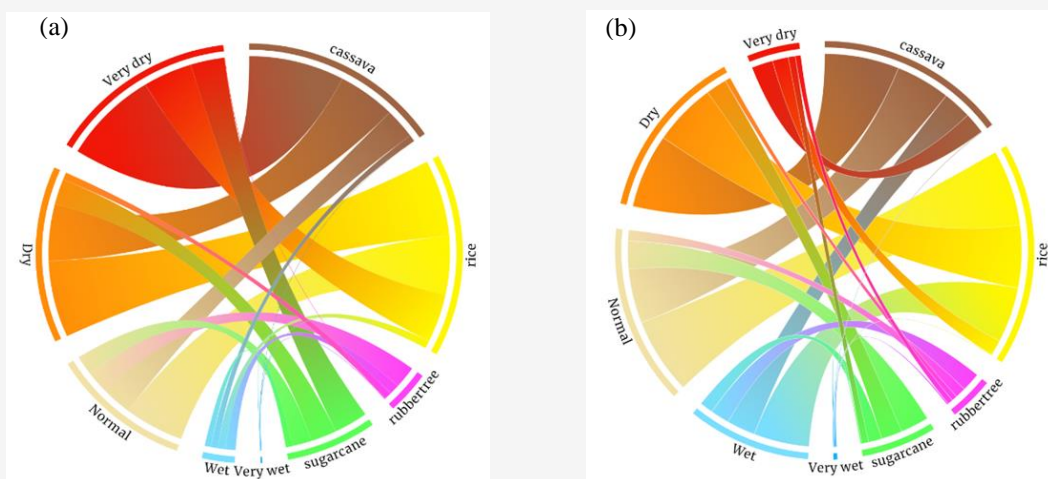 (a)
Very dry
cassava
Dry
rice
Normal
Wet
Very wet
sugarcane
rubbertree
(b)
Very dry
cassava
Dry
rice
Normal
Wet
Very wet
sugarcane
rubbertree